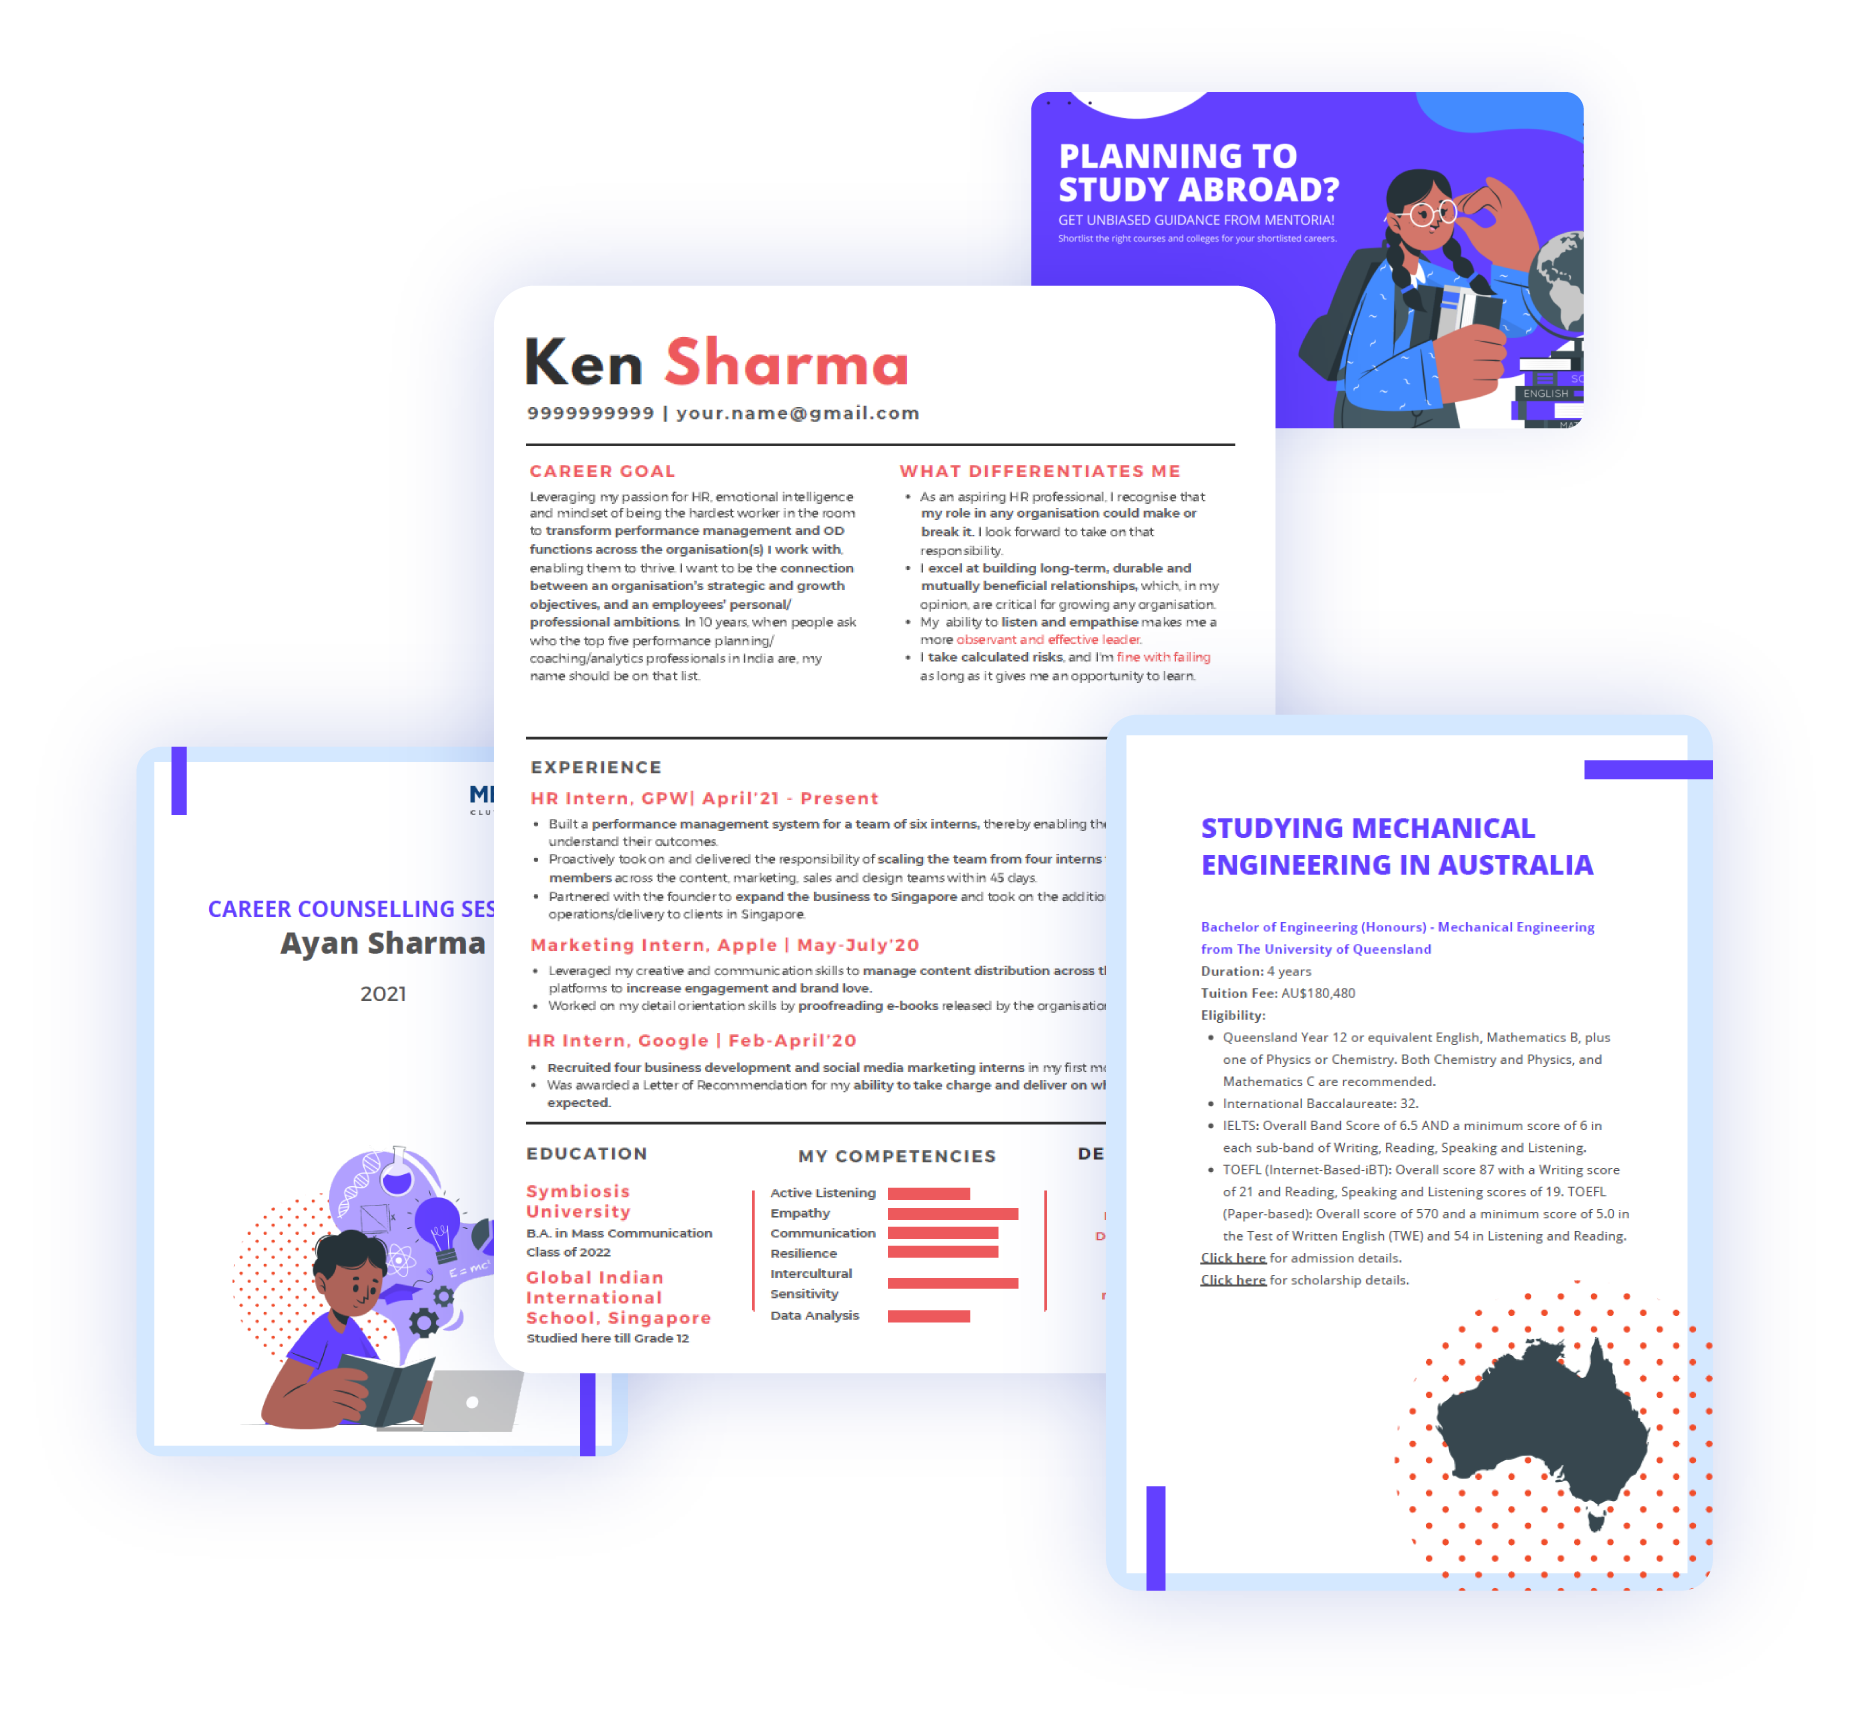 PLANNING TO
STUDY ABROAD?
GET UNBIASED GUIDANCE FROM MENTORIA!
Shortlist the right courses and colleges for your shortlisted careers.
ENGLISH
Ken Sharma
9999999999 | your.name@gmail.com
CAREER GOAL
Leveraging my passion for HR, emotional intelligence
and mindset of being the hardest worker in the room
to transform performance management and OD
functions across the organisation(s) I work with,
enabling them to thrive. I want to be the connection
between an organisation's strategic and growth
objectives, and an employees' personal/
professional ambitions. In 10 years, when people ask
who the top five performance planning/
coaching/analytics professionals in India are, my
name should be on that list.
WHAT DIFFERENTIATES ME
• As an aspiring HR professional, I recognise that
my role in any organisation could make or
break it. I look forward to take on that
responsibility.
• I excel at building long-term, durable and
mutually beneficial relationships, which, in my
opinion, are critical for growing any organisation.
• My ability to listen and empathise makes me a
more observant and effective leader.
• I take calculated risks, and I'm fine with failing
as long as it gives me an opportunity to learn.
EXPERIENCE
HR Intern, GPW| April'21 - Present
• Built a performance management system for a team of six interns, thereby enabling
understand their outcomes.
• Proactively took on and delivered the responsibility of scaling the team from four interns
members across the content, marketing, sales and design teams within 45 days.
• Partnered with the founder to expand the business to Singapore and took on the
operations/delivery to clients in Singapore.
Marketing Intern, Apple | May-July'20
• Leveraged my creative and communication skills to manage content distribution across
platforms to increase engagement and brand love.
• Worked on my detail orientation skills by proofreading e-books released by the
HR Intern, Google | Feb-April'20
• Recruited four business development and social media marketing interns in my first
• Was awarded a Letter of Recommendation for my ability to take charge and deliver on
expected.
EDUCATION
Symbiosis
University
B.A. in Mass Communication
Class of 2022
Global Indian
International
School, Singapore
Studied here till Grade 12
MY COMPETENCIES
Active Listening
Empathy
Communication
Resilience
Intercultural
Sensitivity
Data Analysis
CAREER COUNSELLING
Ayan Sharma
2021
E = mc²
STUDYING MECHANICAL
ENGINEERING IN AUSTRALIA
Bachelor of Engineering (Honours) - Mechanical Engineering
from The University of Queensland
Duration: 4 years
Tuition Fee: AU$180,480
Eligibility:
• Queensland Year 12 or equivalent English, Mathematics B, plus
one of Physics or Chemistry. Both Chemistry and Physics, and
Mathematics C are recommended.
• International Baccalaureate: 32.
• IELTS: Overall Band Score of 6.5 AND a minimum score of 6 in
each sub-band of Writing, Reading, Speaking and Listening.
• TOEFL (Internet-Based-iBT): Overall score 87 with a Writing score
of 21 and Reading, Speaking and Listening scores of 19. TOEFL
(Paper-based): Overall score of 570 and a minimum score of 5.0 in
the Test of Written English (TWE) and 54 in Listening and Reading.
Click here for admission details.
Click here for scholarship details.